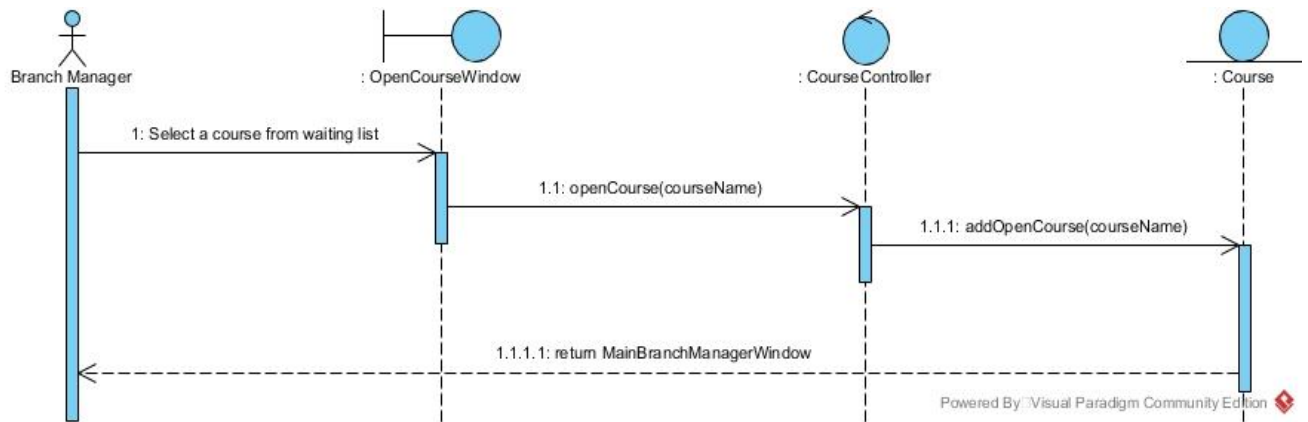 Branch Manager
: OpenCourseWindow
: CourseController
: Course
1: Select a course from waiting list
1.1: openCourse(courseName)
1.1.1: addOpenCourse(courseName)
1.1.1.1: return MainBranchManagerWindow
Powered By Visual Paradigm Community Edition